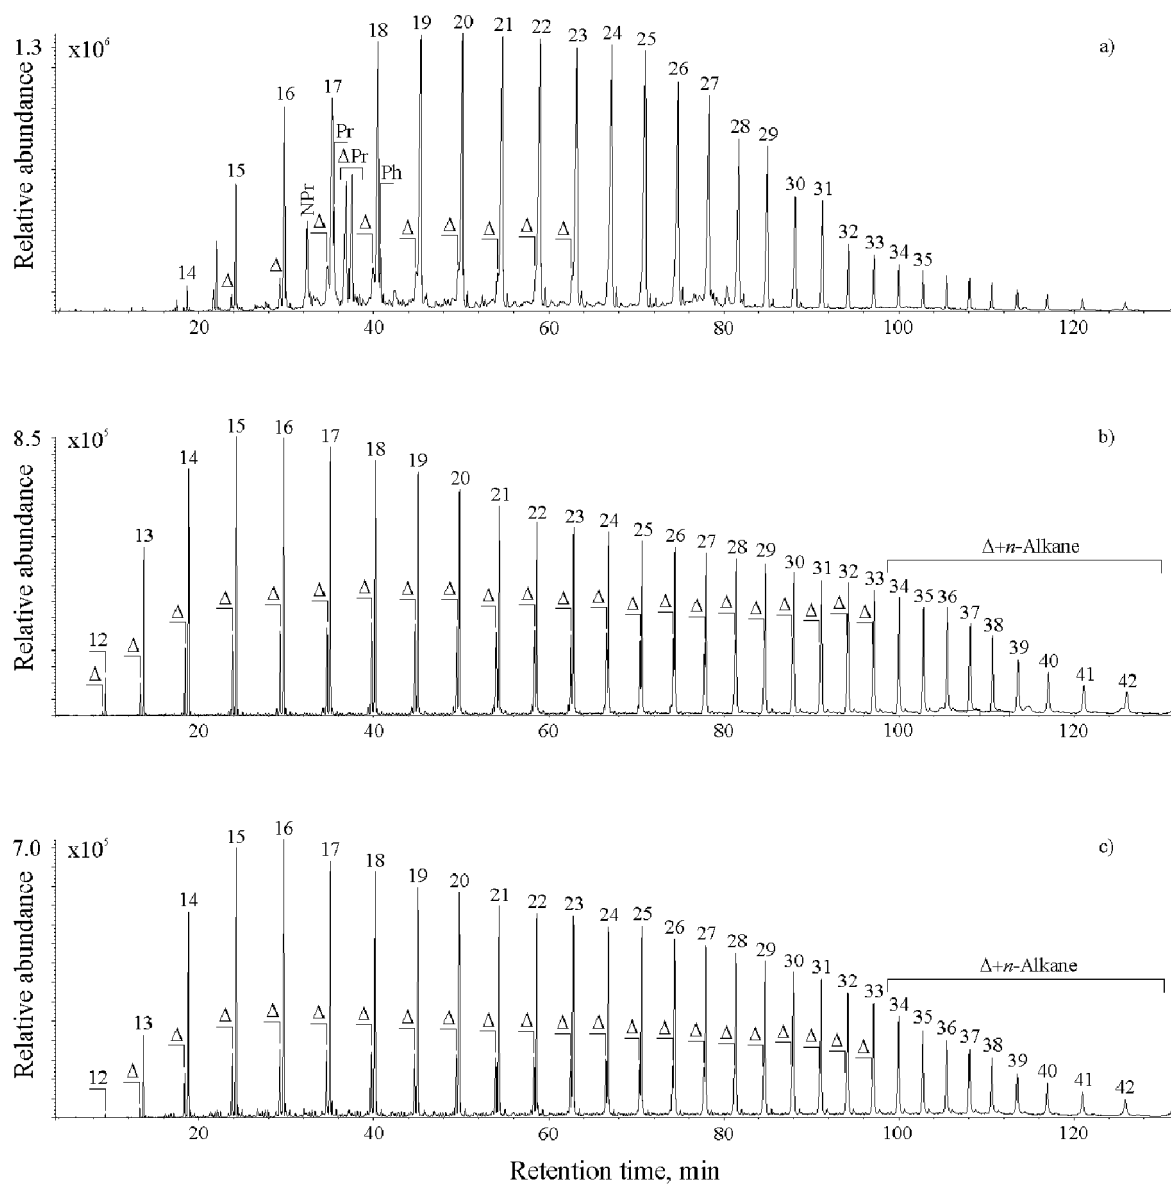 1.3 x10⁶ a)
Relative abundance
14 15 16 17 18 19 20 21 22 23 24 25 26 27 28 29 30 31 32 33 34 35
Δ Δ NPr Δ Pr ΔPr Δ Ph Δ Δ Δ Δ Δ
20 40 60 80 100 120
8.5 x10⁵ b)
Relative abundance
12 13 14 15 16 17 18 19 20 21 22 23 24 25 26 27 28 29 30 31 32 33 34 35 36 37 38 39 40 41 42
Δ Δ Δ Δ Δ Δ Δ Δ Δ Δ Δ Δ Δ Δ Δ Δ Δ Δ Δ Δ Δ Δ
Δ+n-Alkane
20 40 60 80 100 120
7.0 x10⁵ c)
Relative abundance
12 13 14 15 16 17 18 19 20 21 22 23 24 25 26 27 28 29 30 31 32 33 34 35 36 37 38 39 40 41 42
Δ Δ Δ Δ Δ Δ Δ Δ Δ Δ Δ Δ Δ Δ Δ Δ Δ Δ Δ Δ Δ
Δ+n-Alkane
20 40 60 80 100 120
Retention time, min